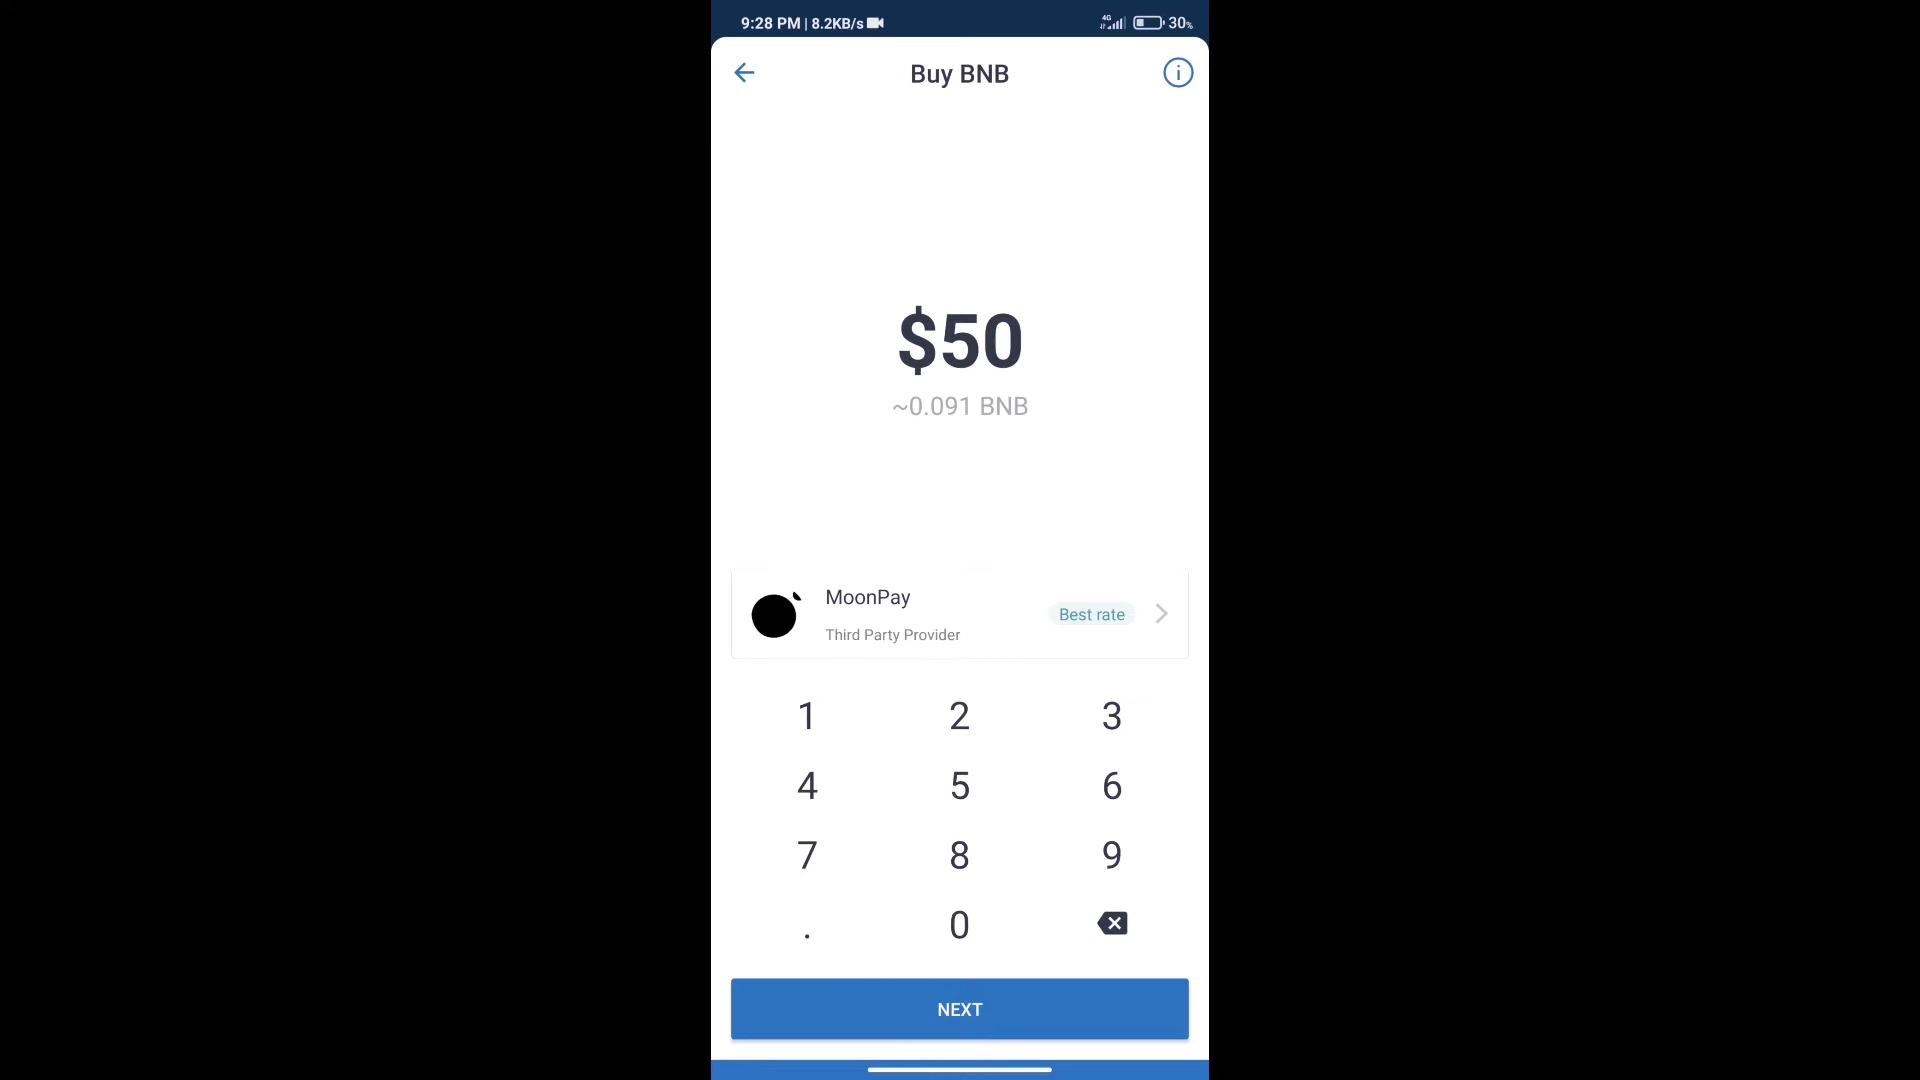 9:28 PM | 8.2KB/s 4G 30%
Buy BNB
$50
~0.091 BNB
MoonPay
Third Party Provider
Best rate
1 2 3
4 5 6
7 8 9
. 0
NEXT